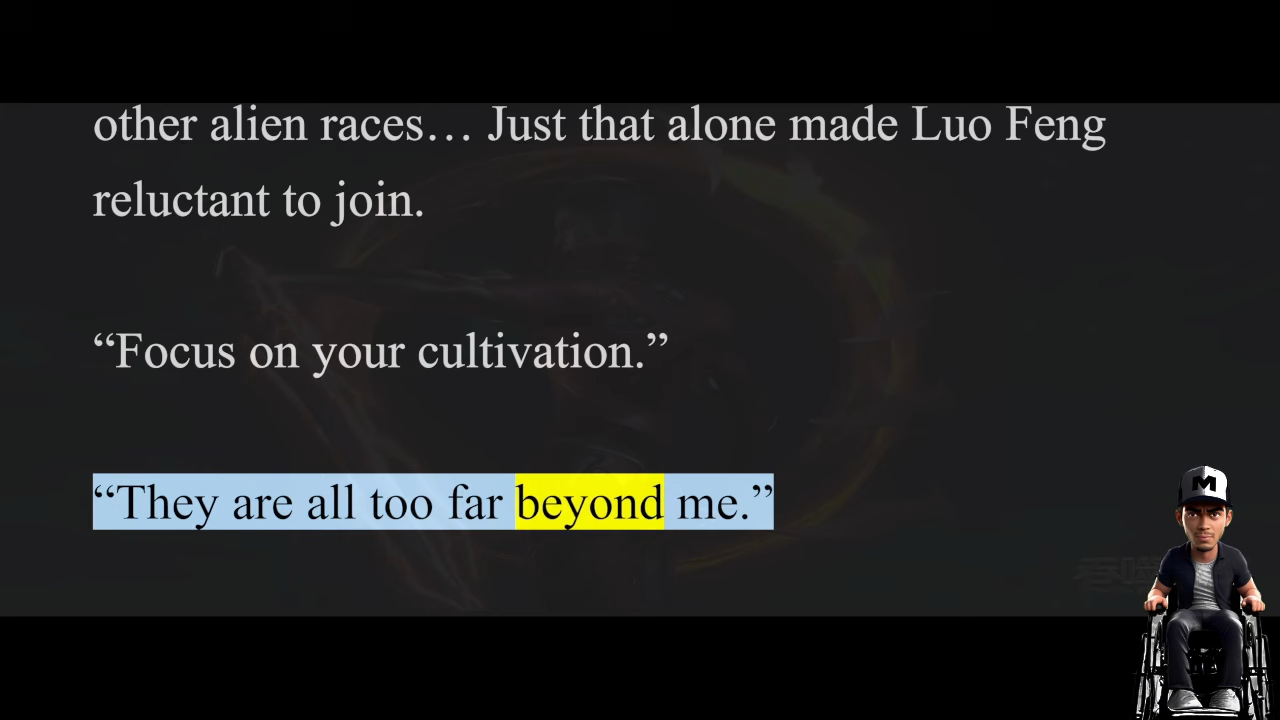 other alien races… Just that alone made Luo Feng
reluctant to join.
“Focus on your cultivation.”
“They are all too far beyond me.”
M